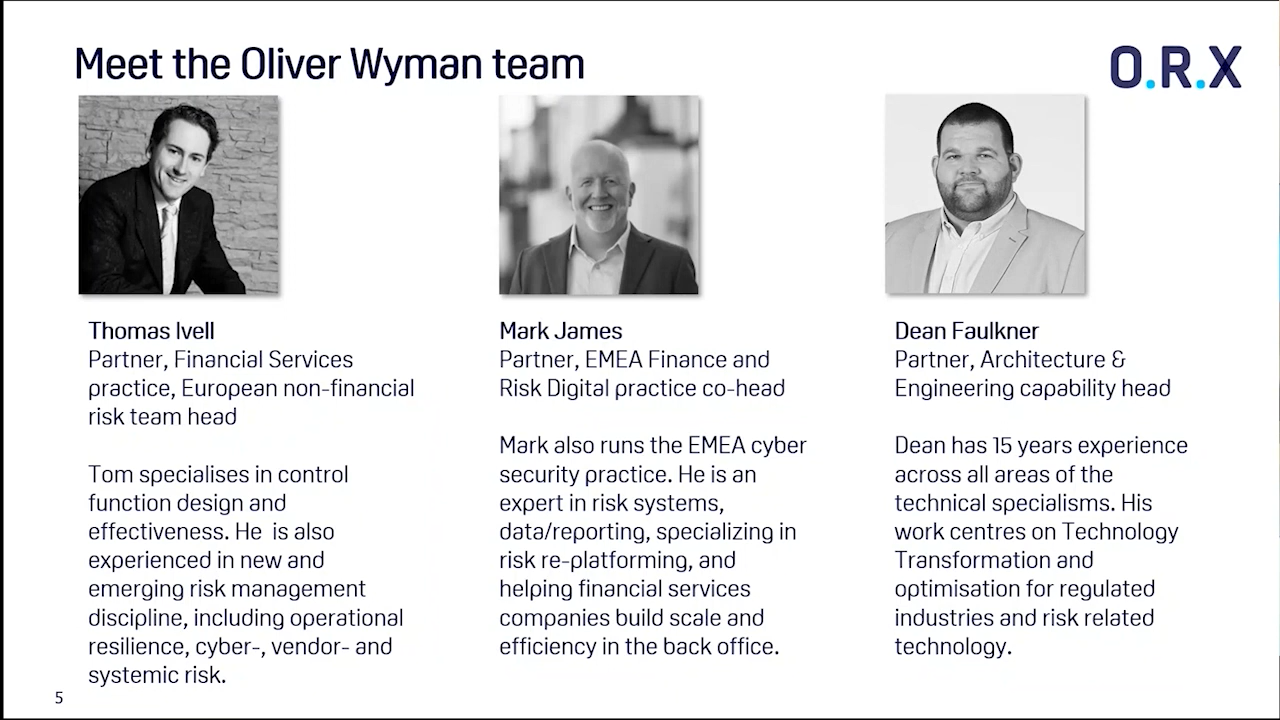 Meet the Oliver Wyman team
O.R.X
Thomas Ivell
Partner, Financial Services
practice, European non-financial
risk team head
Tom specialises in control
function design and
effectiveness. He  is also
experienced in new and
emerging risk management
discipline, including operational
resilience, cyber-, vendor- and
systemic risk.
Mark James
Partner, EMEA Finance and
Risk Digital practice co-head
Mark also runs the EMEA cyber
security practice. He is an
expert in risk systems,
data/reporting, specializing in
risk re-platforming, and
helping financial services
companies build scale and
efficiency in the back office.
Dean Faulkner
Partner, Architecture &
Engineering capability head
Dean has 15 years experience
across all areas of the
technical specialisms. His
work centres on Technology
Transformation and
optimisation for regulated
industries and risk related
technology.
5